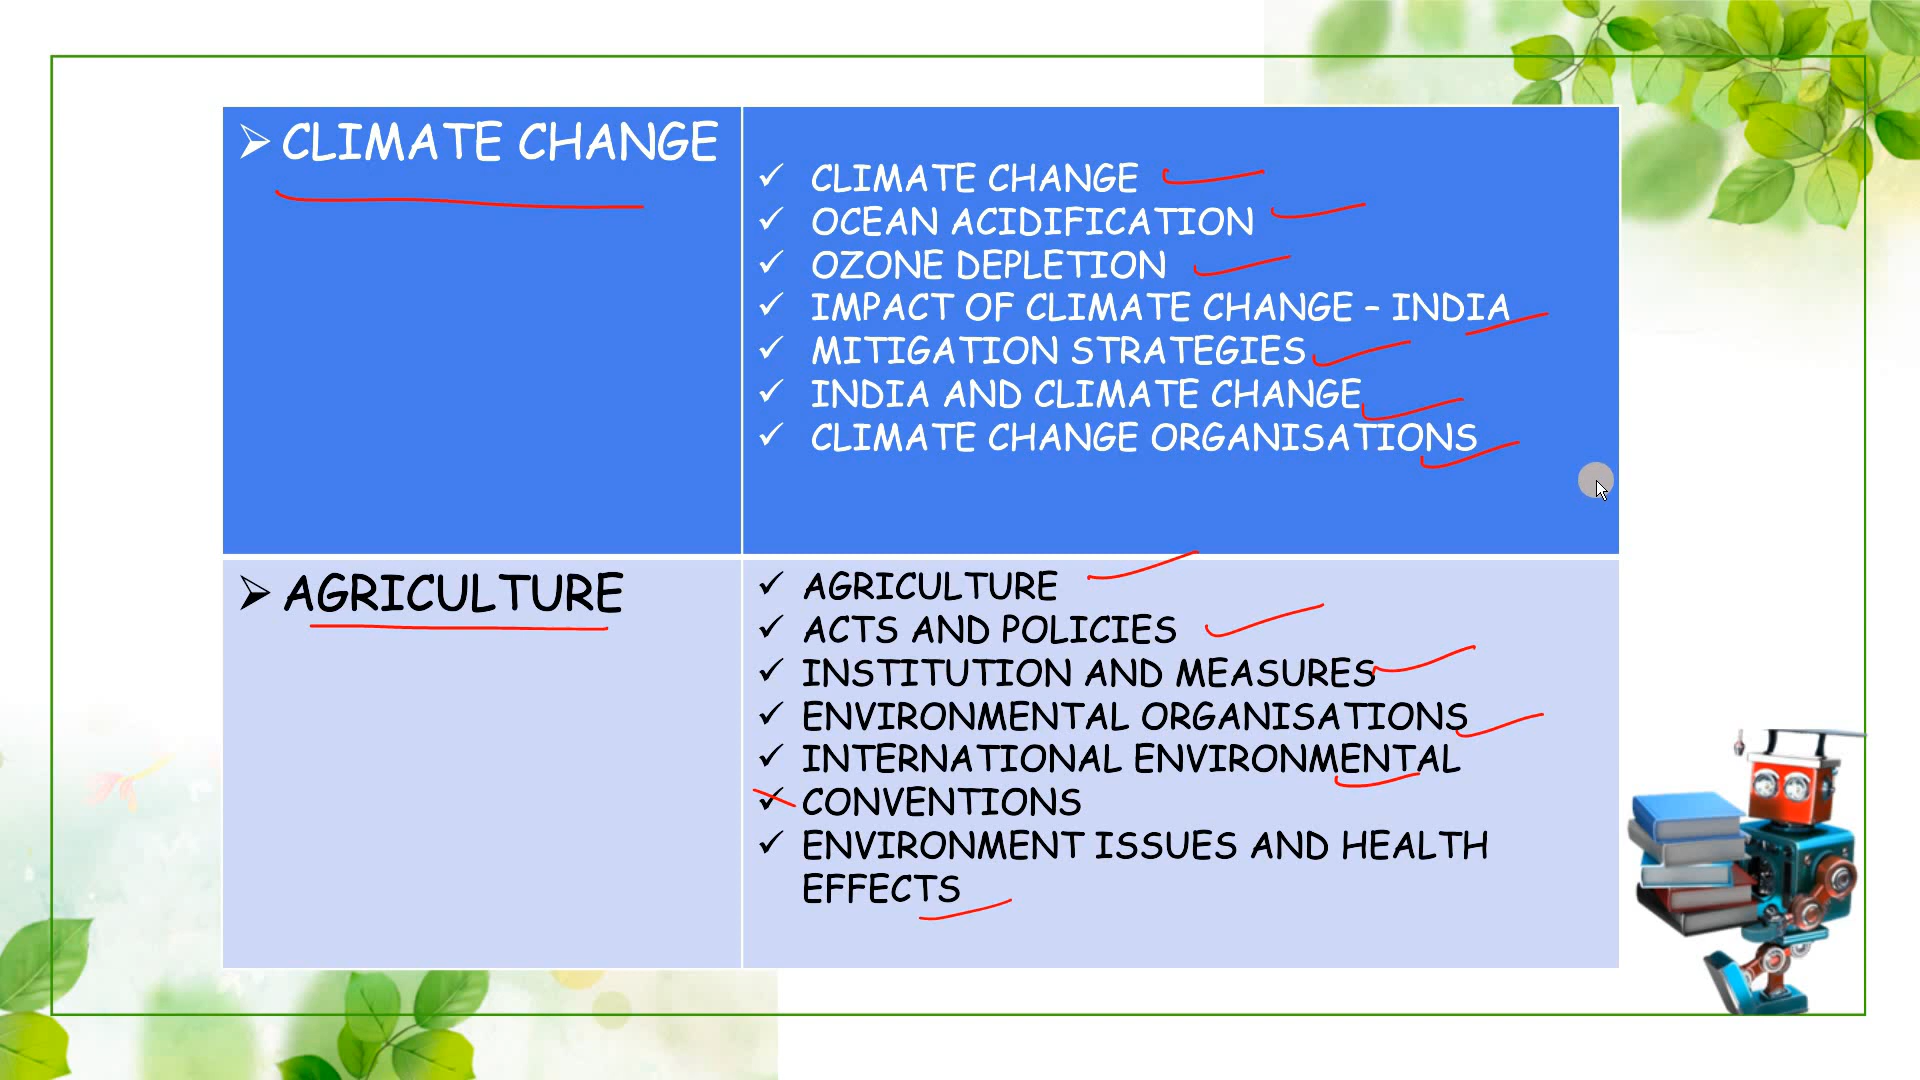 ➢ CLIMATE CHANGE
✓ CLIMATE CHANGE
✓ OCEAN ACIDIFICATION
✓ OZONE DEPLETION
✓ IMPACT OF CLIMATE CHANGE – INDIA
✓ MITIGATION STRATEGIES
✓ INDIA AND CLIMATE CHANGE
✓ CLIMATE CHANGE ORGANISATIONS
➢ AGRICULTURE
✓ AGRICULTURE
✓ ACTS AND POLICIES
✓ INSTITUTION AND MEASURES
✓ ENVIRONMENTAL ORGANISATIONS
✓ INTERNATIONAL ENVIRONMENTAL
✓ CONVENTIONS
✓ ENVIRONMENT ISSUES AND HEALTH
EFFECTS